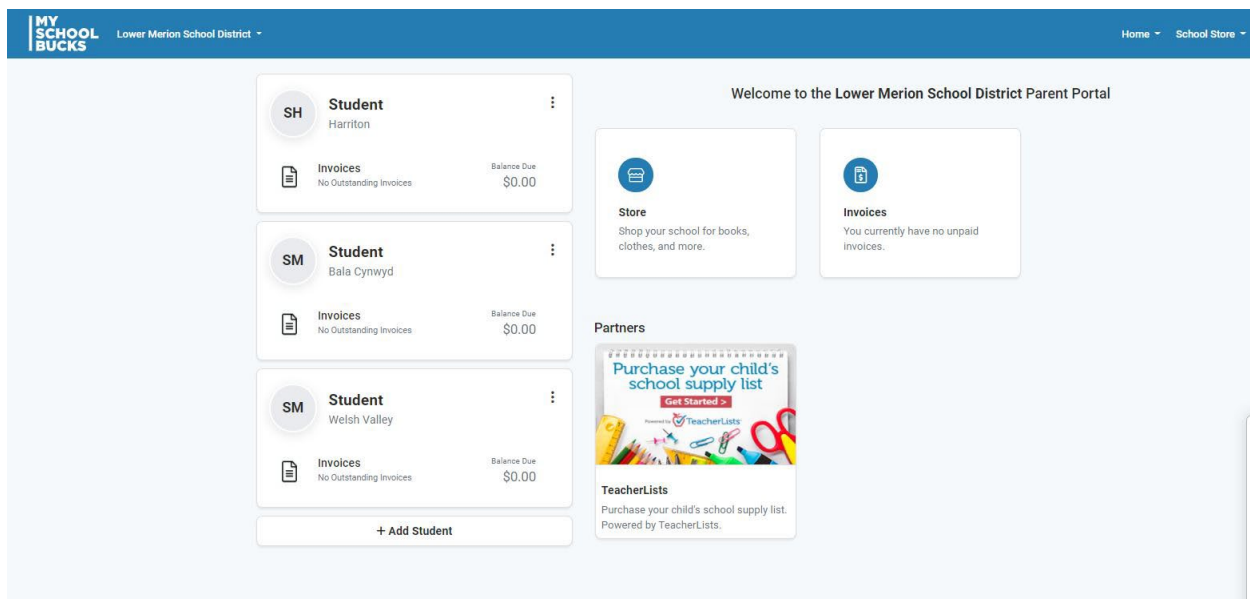 MY
SCHOOL
BUCKS
Lower Merion School District
Home
School Store
SH
Student
Harriton
Invoices
No Outstanding Invoices
Balance Due
$0.00
SM
Student
Bala Cynwyd
Invoices
No Outstanding Invoices
Balance Due
$0.00
SM
Student
Welsh Valley
Invoices
No Outstanding Invoices
Balance Due
$0.00
+ Add Student
Welcome to the Lower Merion School District Parent Portal
Store
Shop your school for books,
clothes, and more.
Invoices
You currently have no unpaid
invoices.
Partners
Purchase your child's
school supply list
Get Started >
Powered by TeacherLists
TeacherLists
Purchase your child's school supply list.
Powered by TeacherLists.